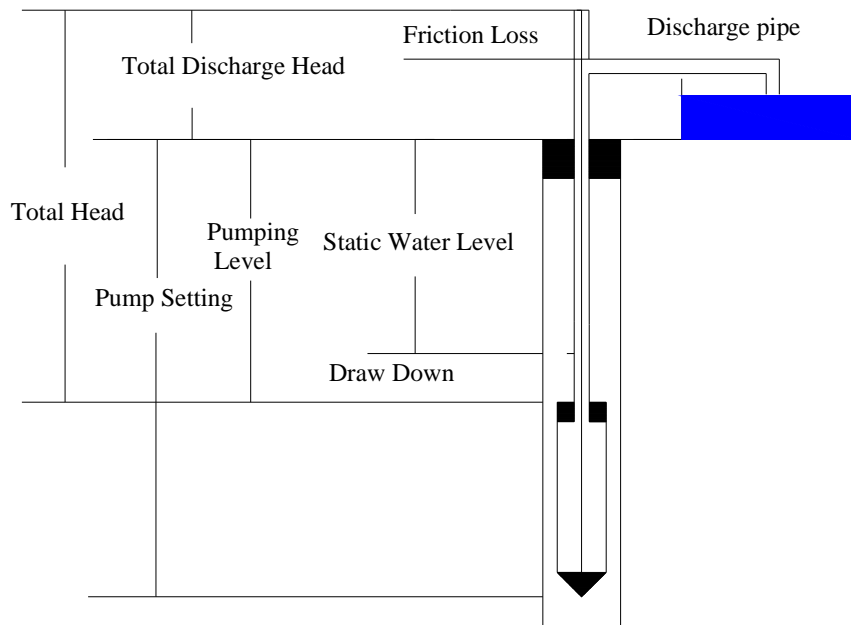 Friction Loss
Discharge pipe
Total Discharge Head
Total Head
Pumping
Level
Static Water Level
Pump Setting
Draw Down